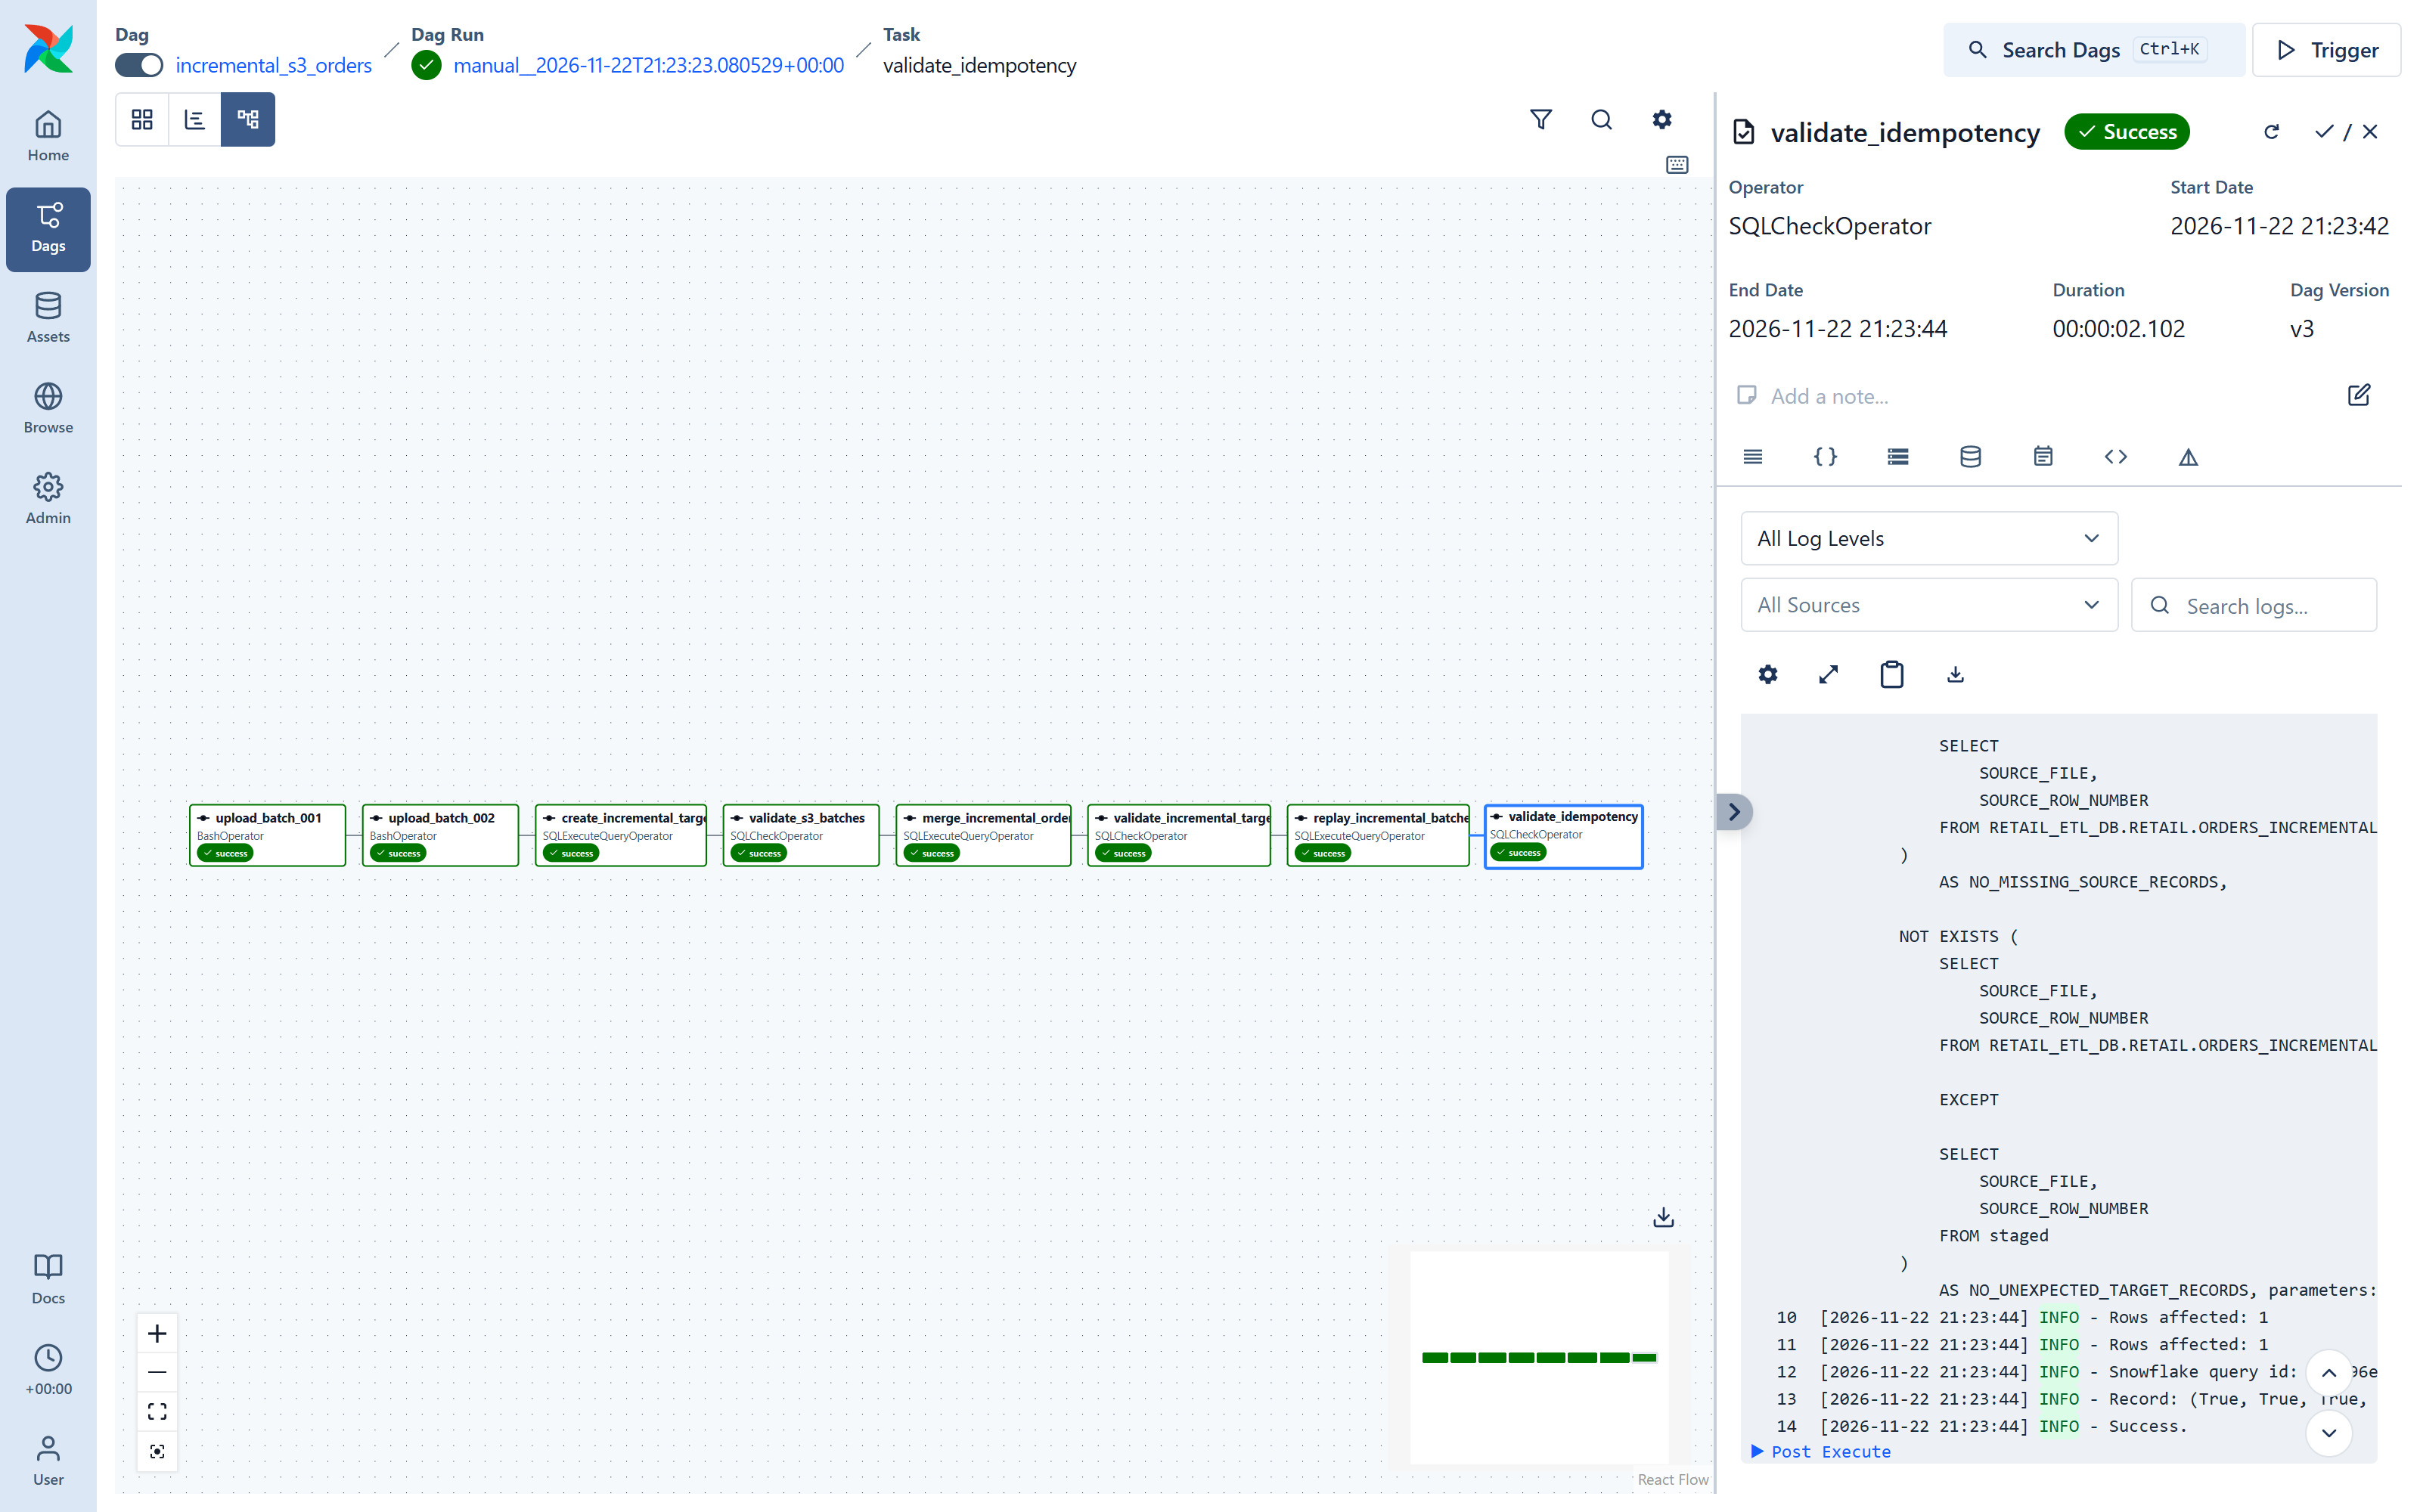 Dag
incremental_s3_orders
Dag Run
manual__2026-11-22T21:23:23.080529+00:00
Task
validate_idempotency
Search Dags Ctrl+K
Trigger
Home
Dags
Assets
Browse
Admin
Docs
+00:00
User
upload_batch_001
BashOperator
success
upload_batch_002
BashOperator
success
create_incremental_targe
SQLExecuteQueryOperator
success
validate_s3_batches
SQLCheckOperator
success
merge_incremental_order
SQLExecuteQueryOperator
success
validate_incremental_targe
SQLCheckOperator
success
replay_incremental_batche
SQLExecuteQueryOperator
success
validate_idempotency
SQLCheckOperator
success
React Flow
validate_idempotency
Success
/
Operator
SQLCheckOperator
Start Date
2026-11-22 21:23:42
End Date
2026-11-22 21:23:44
Duration
00:00:02.102
Dag Version
v3
Add a note...
All Log Levels
All Sources
Search logs...
SELECT
SOURCE_FILE,
SOURCE_ROW_NUMBER
FROM RETAIL_ETL_DB.RETAIL.ORDERS_INCREMENTAL
)
AS NO_MISSING_SOURCE_RECORDS,
NOT EXISTS (
SELECT
SOURCE_FILE,
SOURCE_ROW_NUMBER
FROM RETAIL_ETL_DB.RETAIL.ORDERS_INCREMENTAL
EXCEPT
SELECT
SOURCE_FILE,
SOURCE_ROW_NUMBER
FROM staged
)
AS NO_UNEXPECTED_TARGET_RECORDS, parameters:
10 [2026-11-22 21:23:44] INFO - Rows affected: 1
11 [2026-11-22 21:23:44] INFO - Rows affected: 1
12 [2026-11-22 21:23:44] INFO - Snowflake query id:
13 [2026-11-22 21:23:44] INFO - Record: (True, True, True,
14 [2026-11-22 21:23:44] INFO - Success.
Post Execute